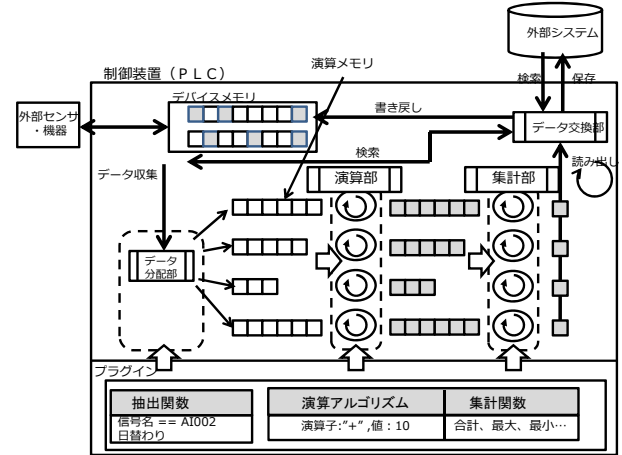 外部システム
演算メモリ
検索
保存
制御装置(PLC)
デバイスメモリ
外部センサ
・機器
書き戻し
データ交換部
検索
読み出し
データ収集
演算部
集計部
データ
分配部
プラグイン
抽出関数
信号名 == AI002
日替わり
演算アルゴリズム
演算子:"+" ,値:10
集計関数
合計、最大、最小…